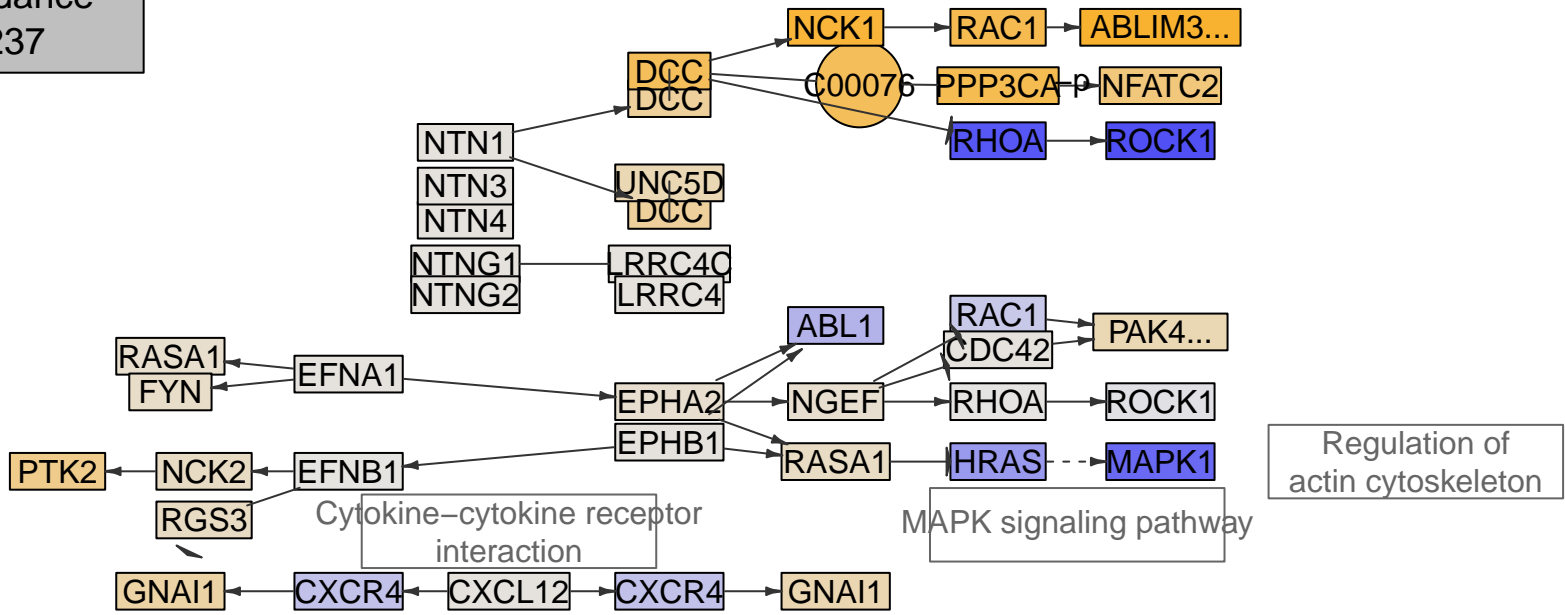 237
NCK1
RAC1
ABLIM3...
DCC
DCC
C00076
PPP3CA
-p
NFATC2
RHOA
ROCK1
NTN1
NTN3
NTN4
UNC5D
DCC
NTNG1
NTNG2
LRRC4C
LRRC4
ABL1
RAC1
CDC42
PAK4...
RASA1
FYN
EFNA1
EPHA2
NGEF
RHOA
ROCK1
EPHB1
PTK2
NCK2
EFNB1
RASA1
HRAS
MAPK1
Regulation of
actin cytoskeleton
RGS3
Cytokine–cytokine receptor
interaction
MAPK signaling pathway
GNAI1
CXCR4
CXCL12
CXCR4
GNAI1